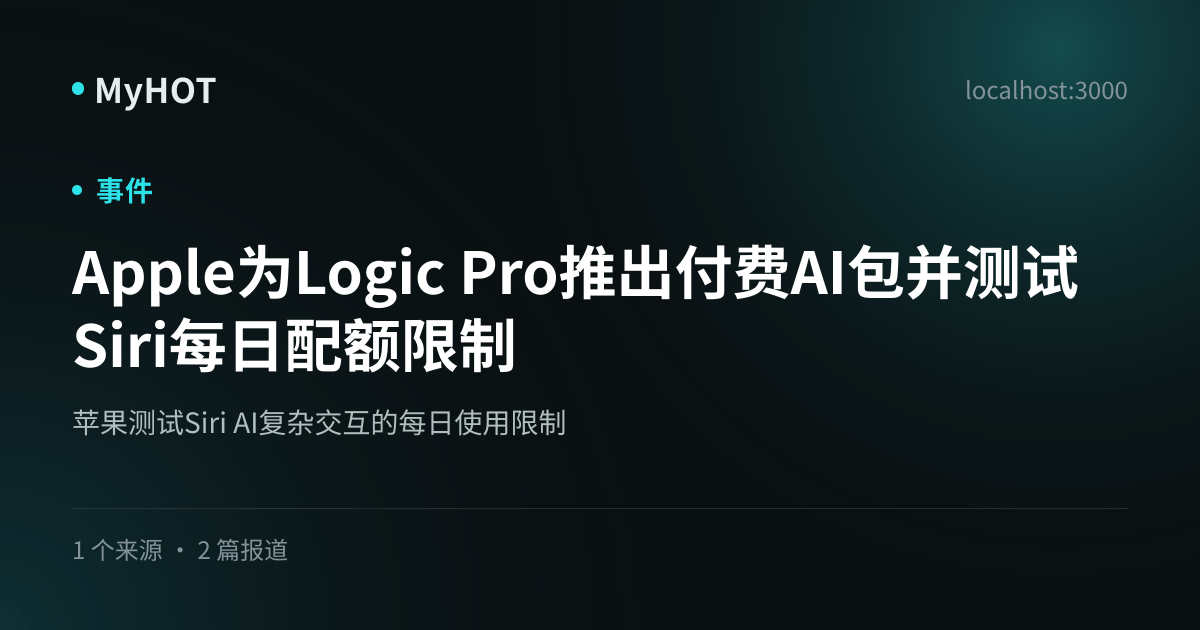 MyHOT
localhost:3000
事件
Apple为Logic Pro推出付费AI包并测试
Siri每日配额限制
苹果测试Siri AI复杂交互的每日使用限制
1 个来源 · 2 篇报道